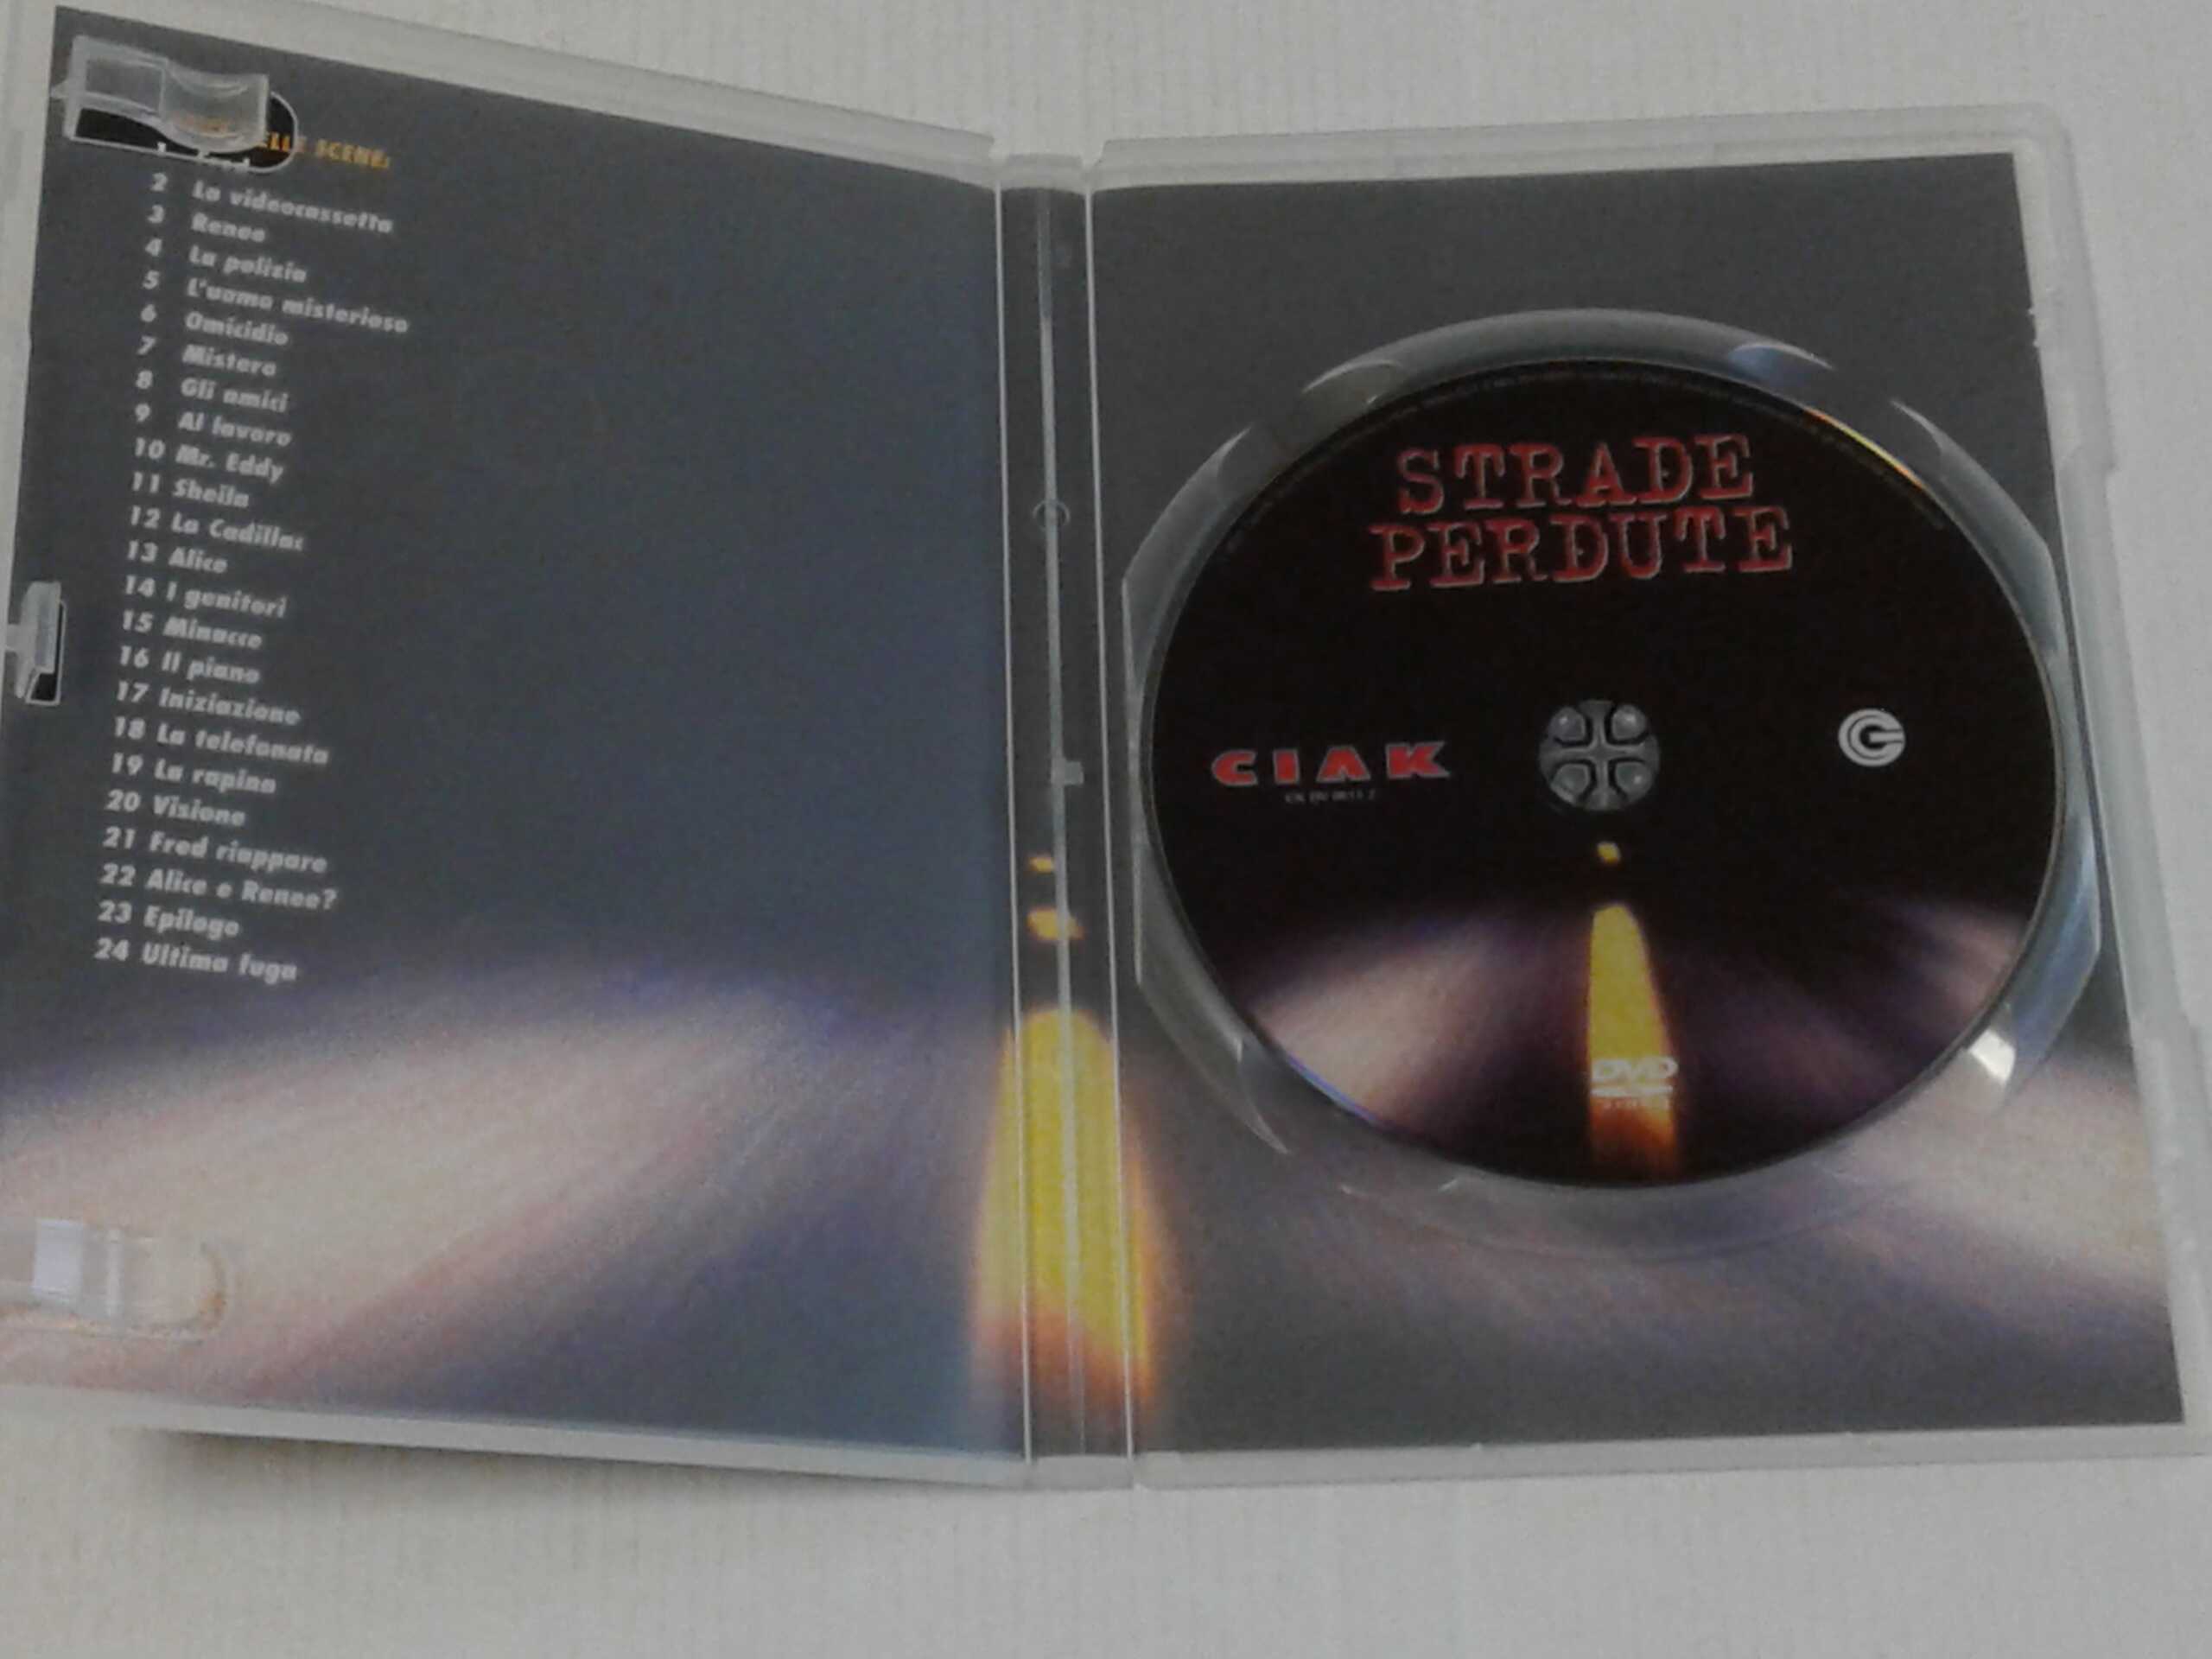 ELLE SCENE:
1
2 La videocassetta
3 Renee
4 La polizia
5 L'uomo misterioso
6 Omicidio
7 Mistero
8 Gli amici
9 Al lavoro
10 Mr. Eddy
11 Sheila
12 La Cadillac
13 Alice
14 I genitori
15 Minacce
16 Il piano
17 Iniziazione
18 La telefonata
19 La rapina
20 Visione
21 Fred riappare
22 Alice e Renee?
23 Epilogo
24 Ultima fuga
STRADE
PERDUTE
CIAK
DVD